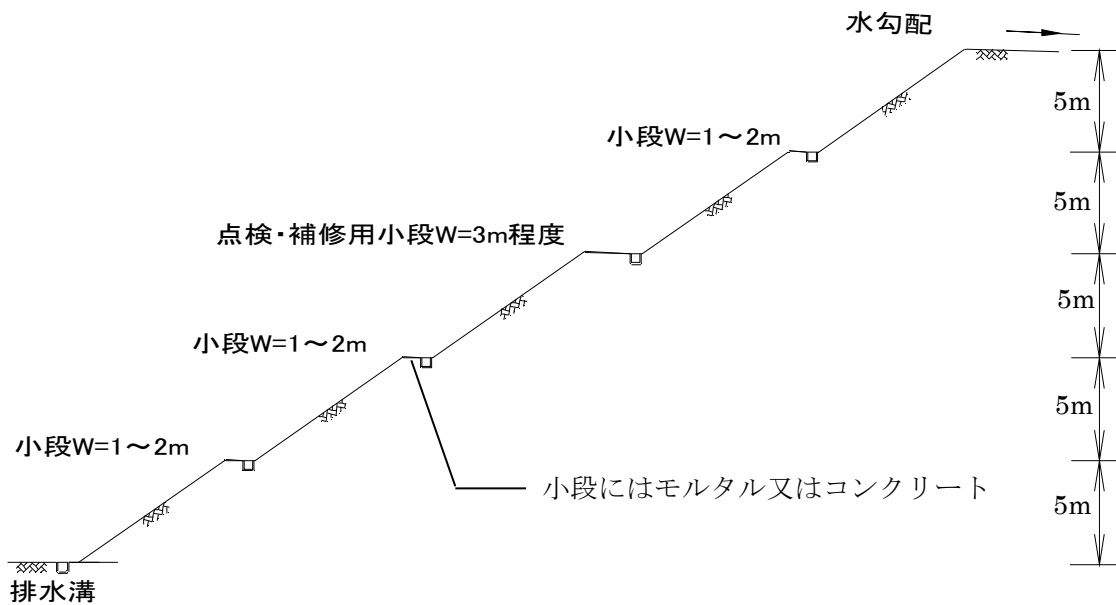 水勾配
5m
小段W=1～2m
5m
点検・補修用小段W=3m程度
5m
小段W=1～2m
5m
小段W=1～2m
小段にはモルタル又はコンクリート
5m
排水溝